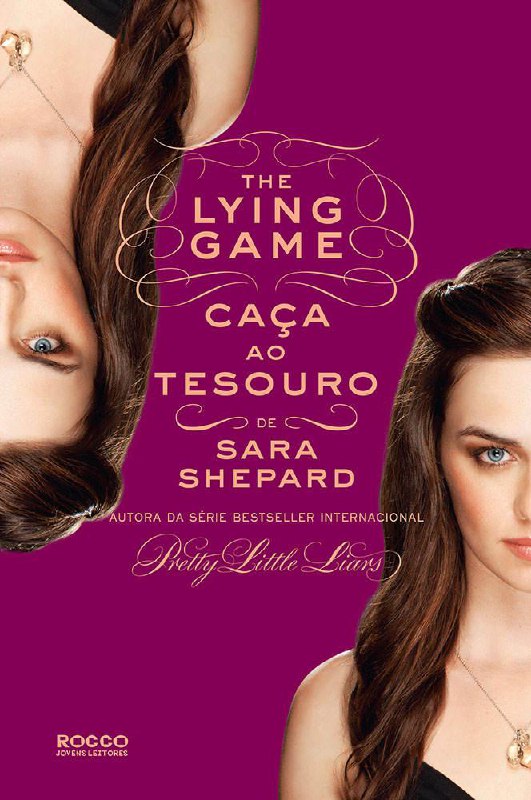 THE
LYING
GAME
CAÇA
AO
TESOURO
DE
SARA
SHEPARD
AUTORA DA SÉRIE BESTSELLER INTERNACIONAL
Pretty Little Liars
ROCCO
JOVENS LEITORES